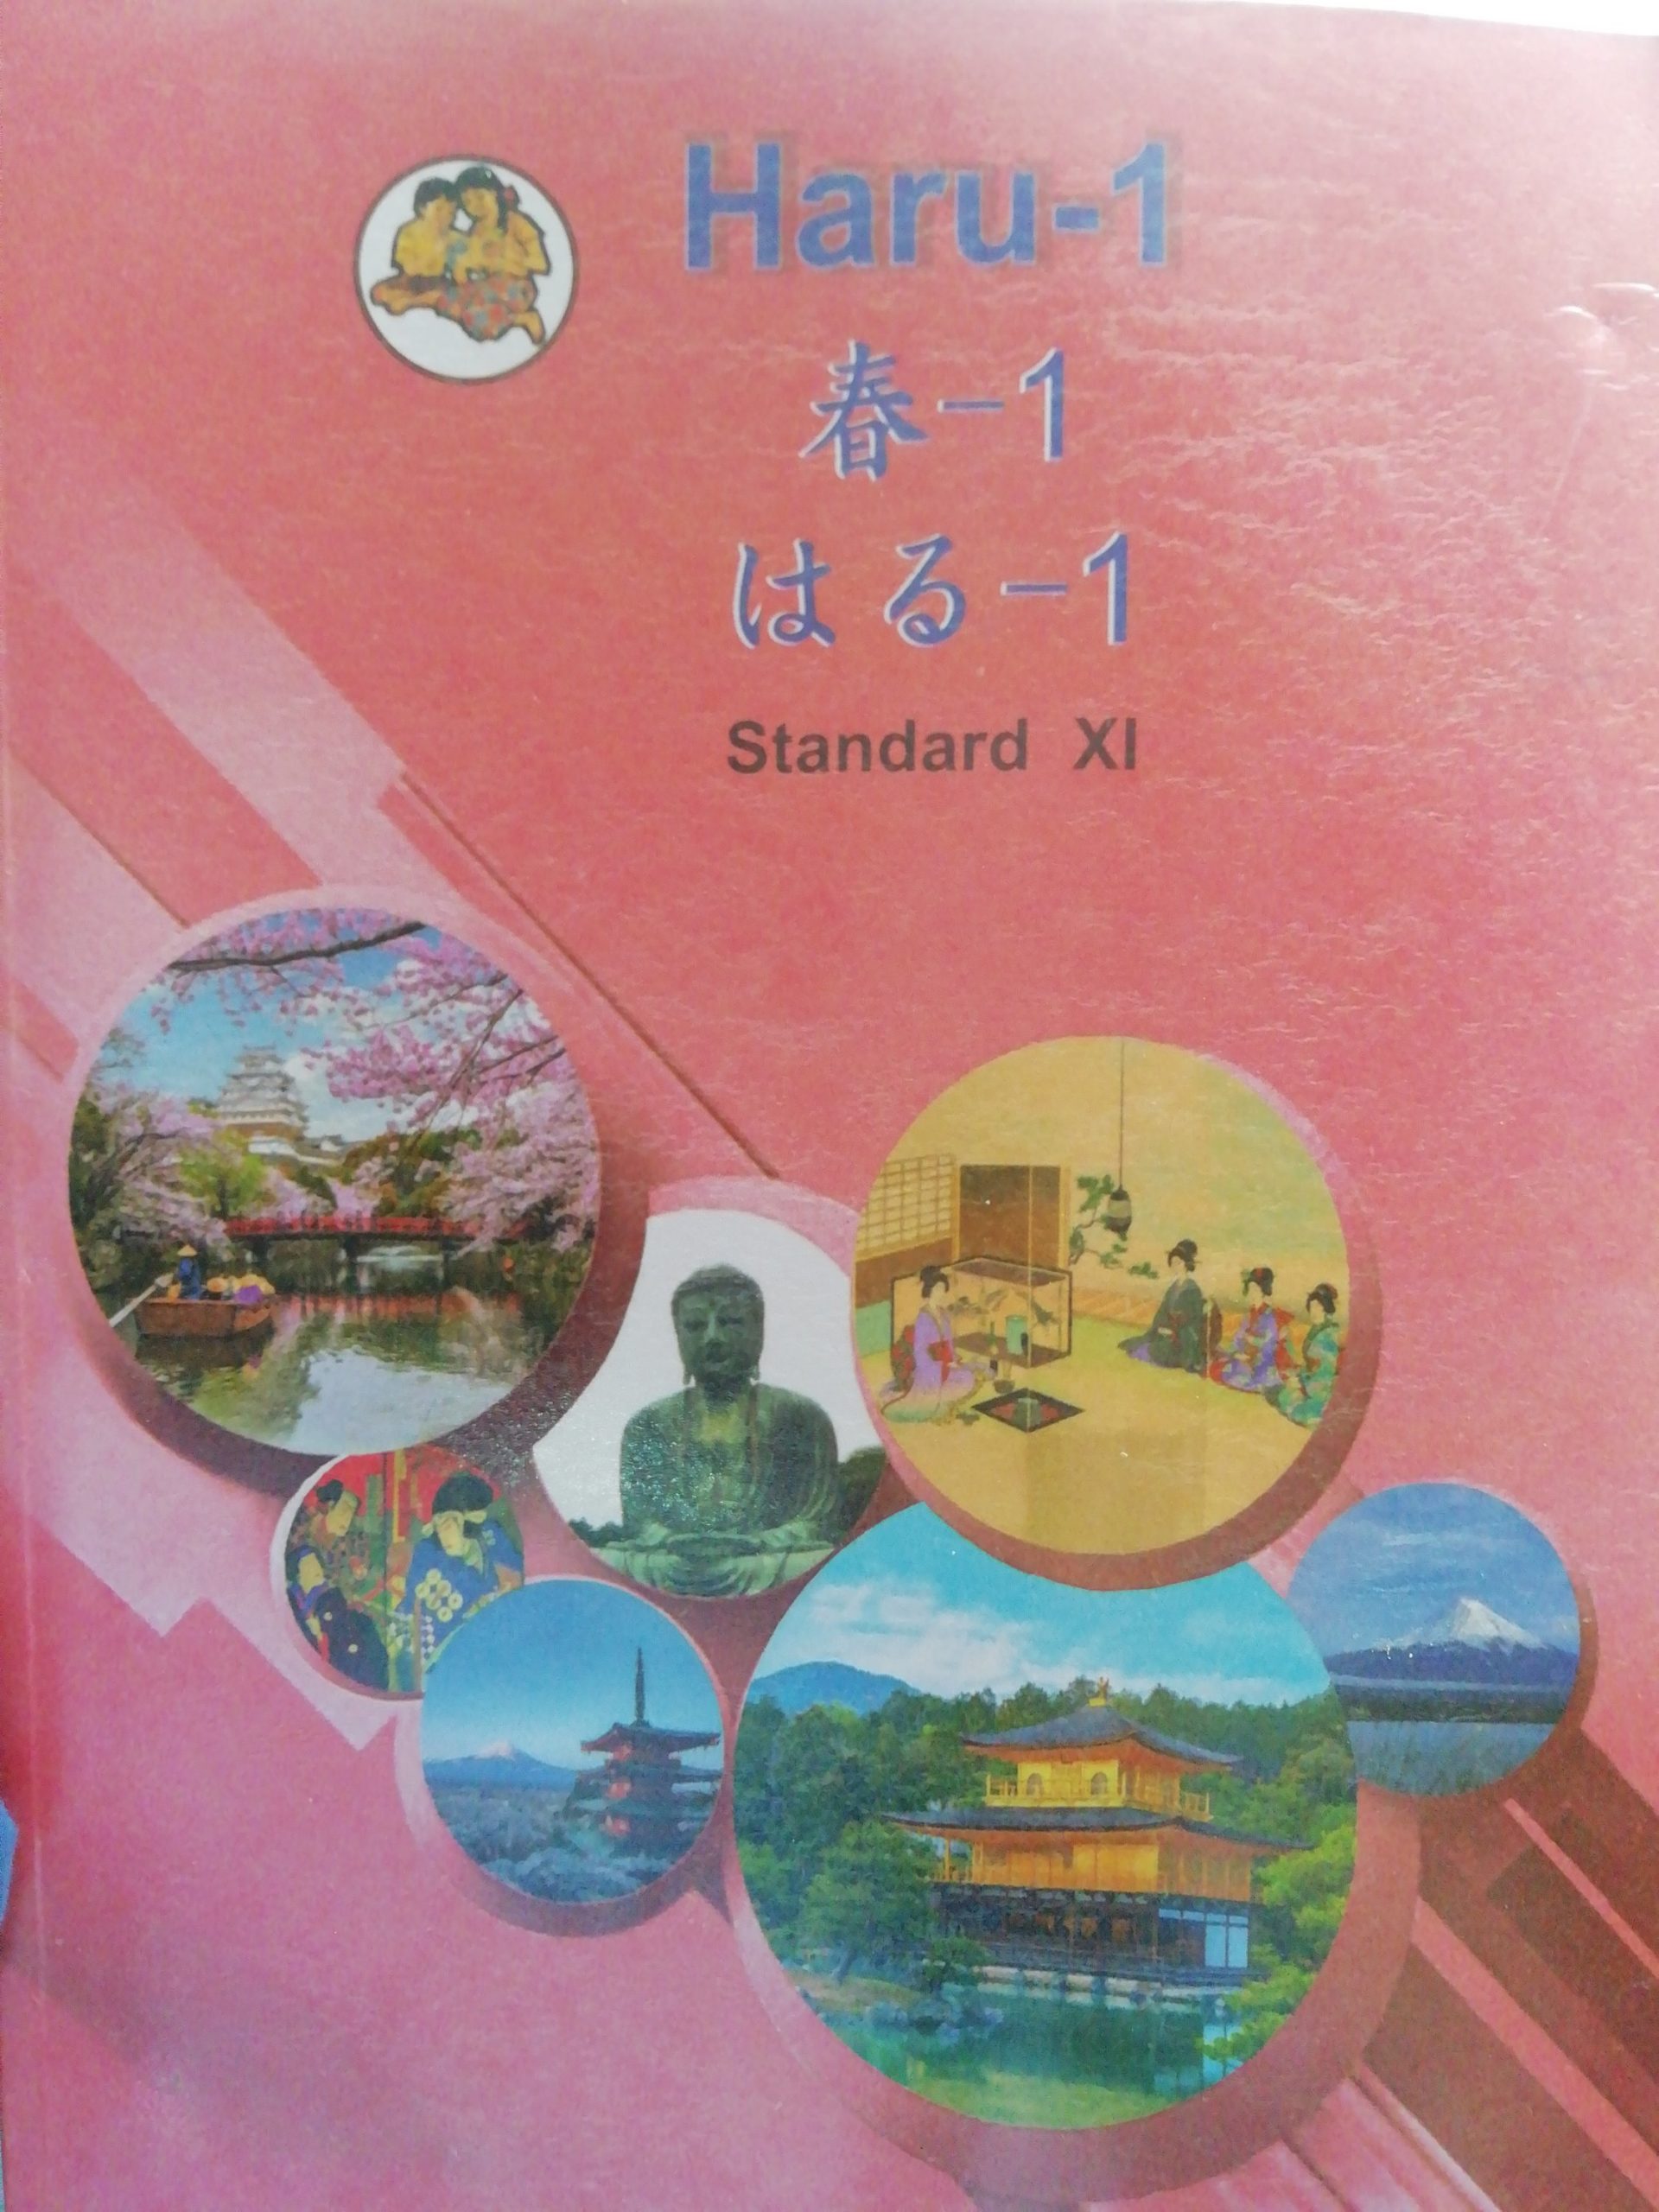 Haru-1
春-1
はる-1
Standard XI